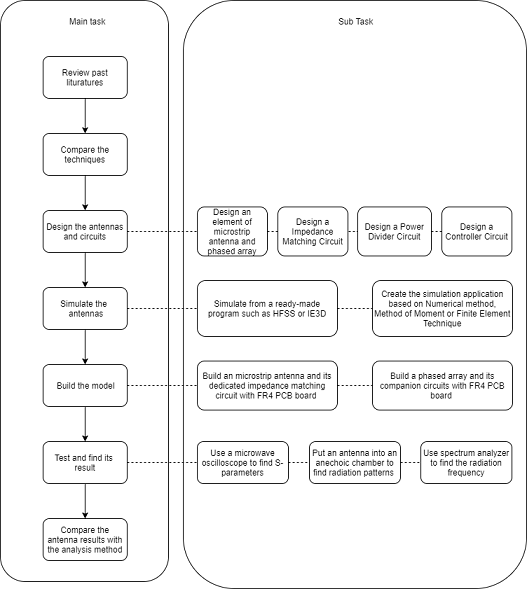 Main task
Sub Task
Review past
lituratures
Compare the
techniques
Design the antennas
and circuits
Design an
element of
microstrip
antenna and
phased array
Design a
Impedance
Matching Circuit
Design a Power
Divider Circuit
Design a
Controller Circuit
Simulate the
antennas
Simulate from a ready-made
program such as HFSS or IE3D
Create the simulation application
based on Numerical method,
Method of Moment or Finite Element
Technique
Build the model
Build an microstrip antenna and its
dedicated impedance matching
circuit with FR4 PCB board
Build a phased array and its
companion circuits with FR4 PCB
board
Test and find its
result
Use a microwave
oscilloscope to find S-
parameters
Put an antenna into an
anechoic chamber to
find radiation patterns
Use spectrum analyzer
to find the radiation
frequency
Compare the
antenna results with
the analysis method